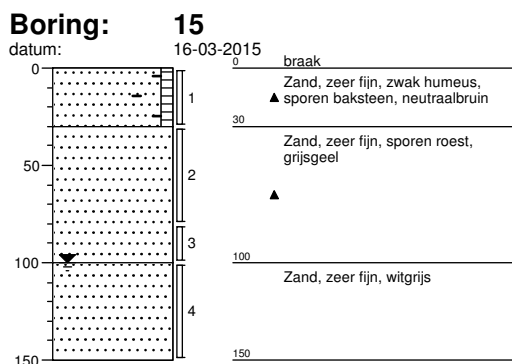 Boring: 15
datum: 16-03-2015
0
50
100
150
1
2
3
4
0 braak
Zand, zeer fijn, zwak humeus,
sporen baksteen, neutraalbruin
30
Zand, zeer fijn, sporen roest,
grijsgeel
100
Zand, zeer fijn, witgrijs
150